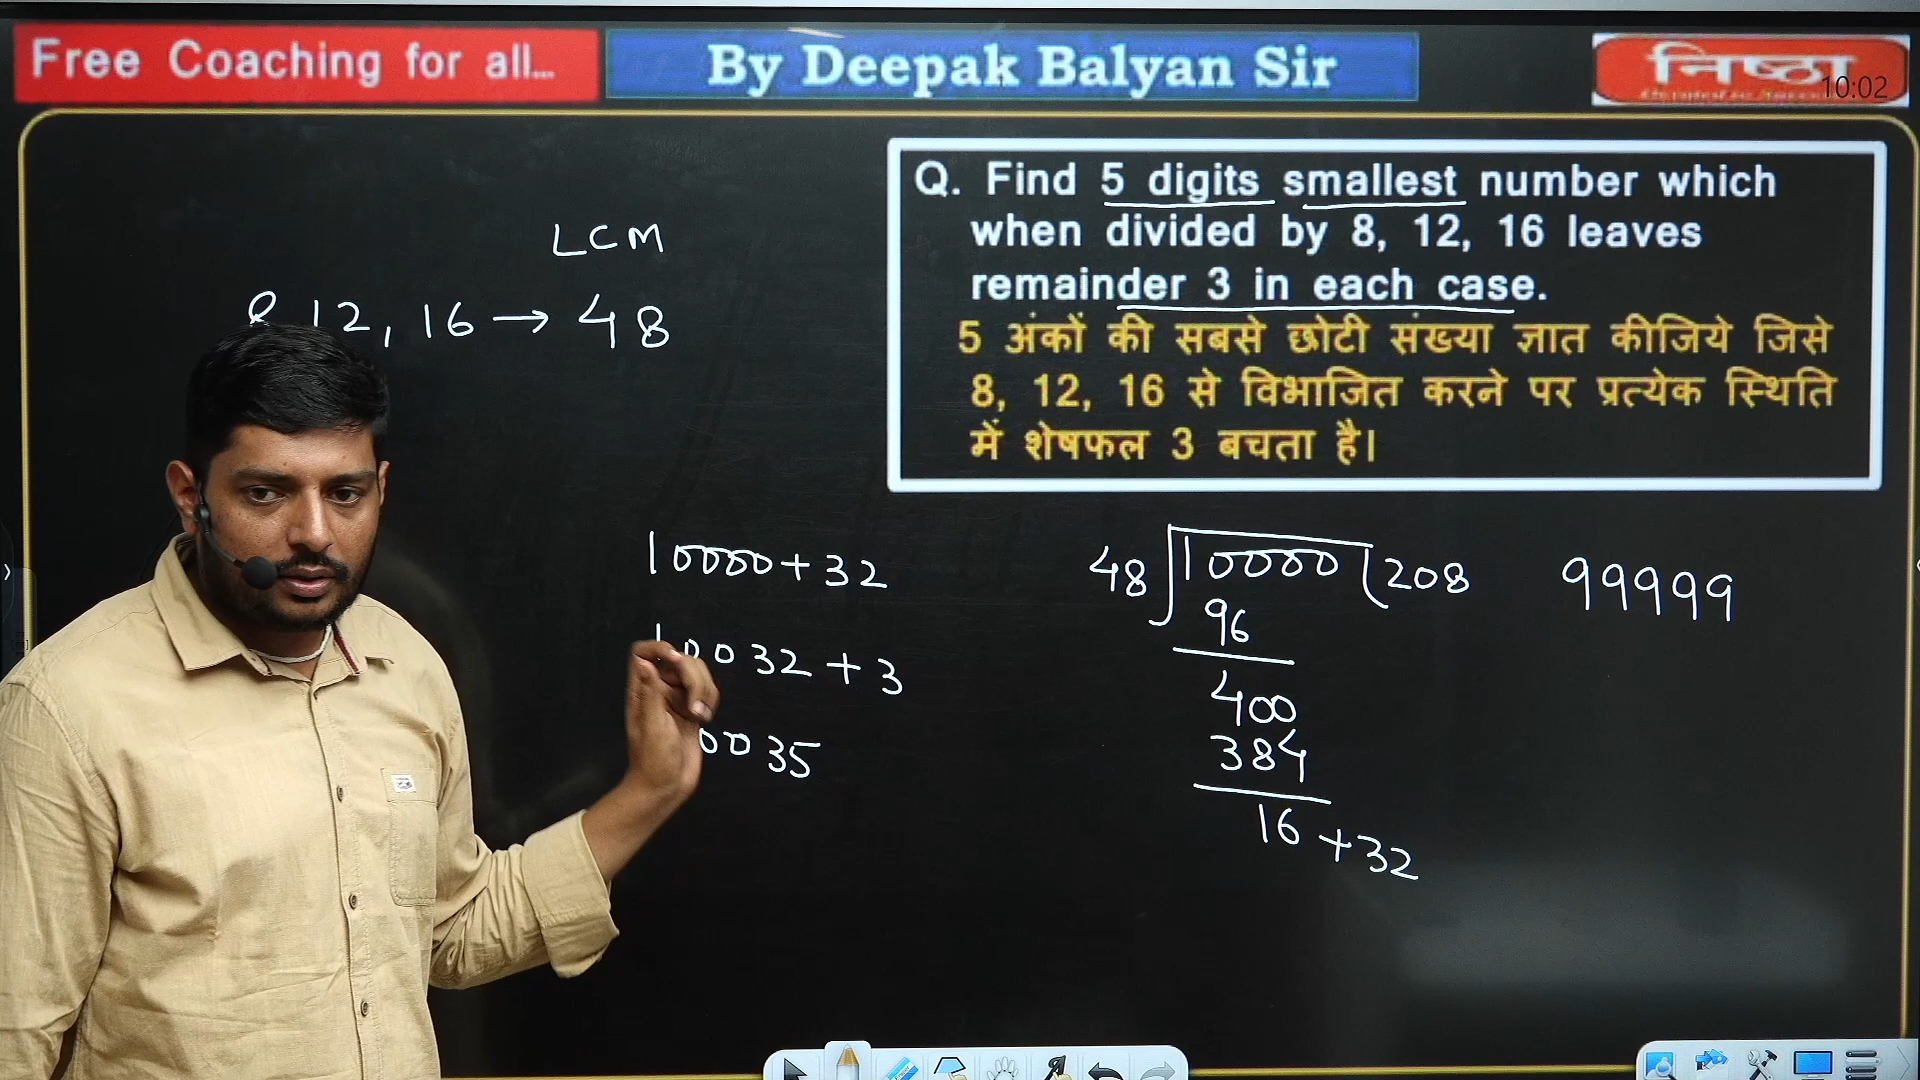 Free Coaching for all...
By Deepak Balyan Sir
निष्ठा
10:02
Q. Find 5 digits smallest number which
when divided by 8, 12, 16 leaves
remainder 3 in each case.
5 अंकों की सबसे छोटी संख्या ज्ञात कीजिये जिसे
8, 12, 16 से विभाजित करने पर प्रत्येक स्थिति
में शेषफल 3 बचता है।
LCM
8 12, 16 → 48
10000+32
10032+3
0035
48 10000 208
96
400
384
16+32
99999